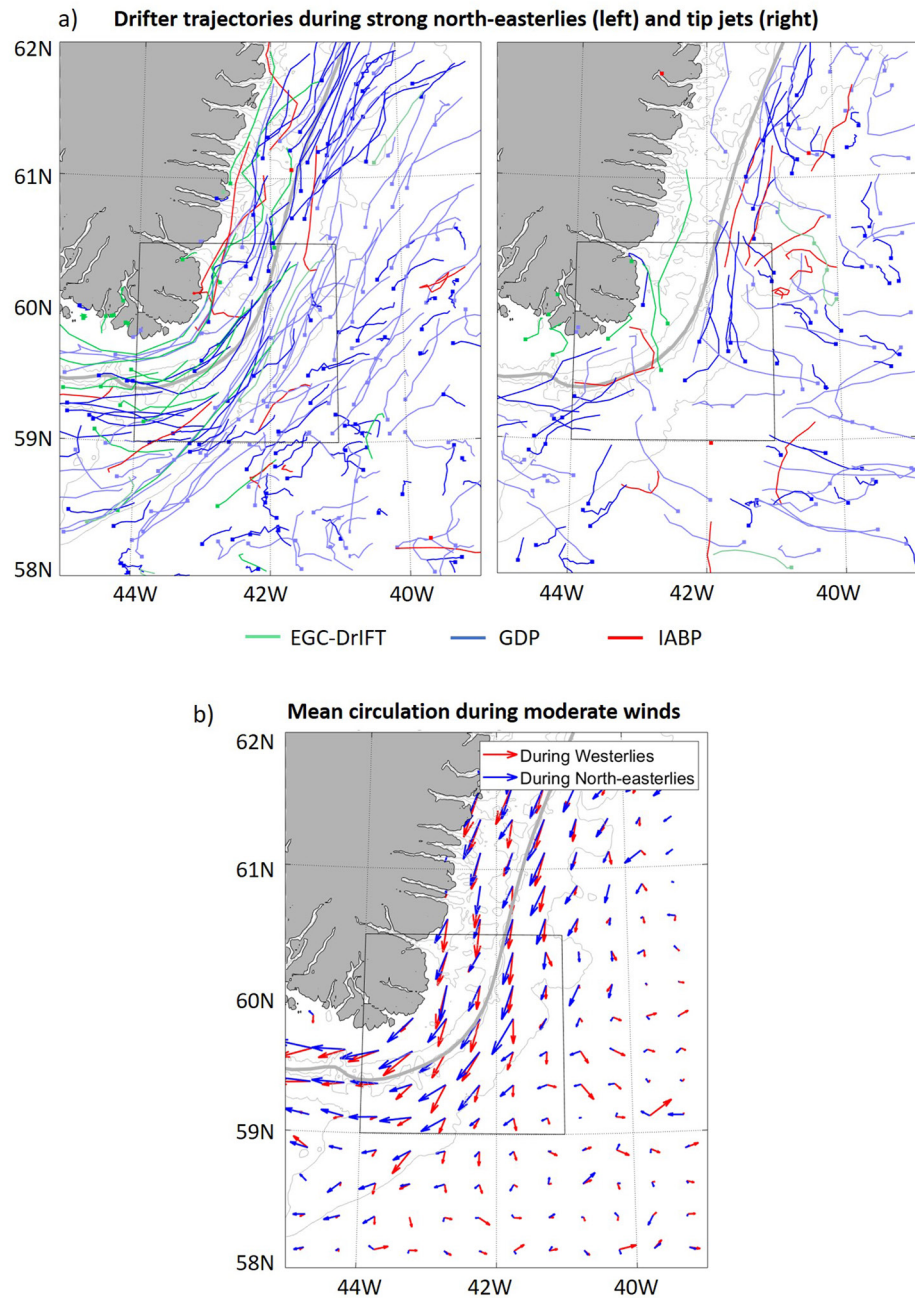 a)
Drifter trajectories during strong north-easterlies (left) and tip jets (right)
62N
61N
60N
59N
58N
44W 42W 40W 44W 42W 40W
EGC-DrIFT GDP IABP
b) Mean circulation during moderate winds
62N
During Westerlies
During North-easterlies
61N
60N
59N
58N
44W 42W 40W